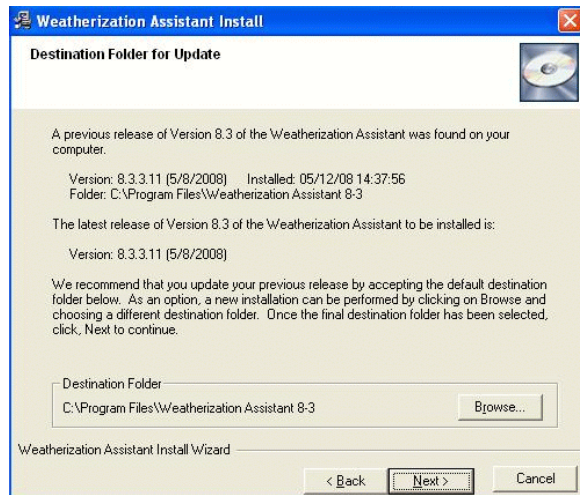 Weatherization Assistant Install
Destination Folder for Update
A previous release of Version 8.3 of the Weatherization Assistant was found on your
computer.
Version: 8.3.3.11 (5/8/2008) Installed: 05/12/08 14:37:56
Folder: C:\Program Files\Weatherization Assistant 8-3
The latest release of Version 8.3 of the Weatherization Assistant to be installed is:
Version: 8.3.3.11 (5/8/2008)
We recommend that you update your previous release by accepting the default destination
folder below. As an option, a new installation can be performed by clicking on Browse and
choosing a different destination folder. Once the final destination folder has been selected,
click, Next to continue.
Destination Folder
C:\Program Files\Weatherization Assistant 8-3
Browse...
Weatherization Assistant Install Wizard
< Back
Next >
Cancel